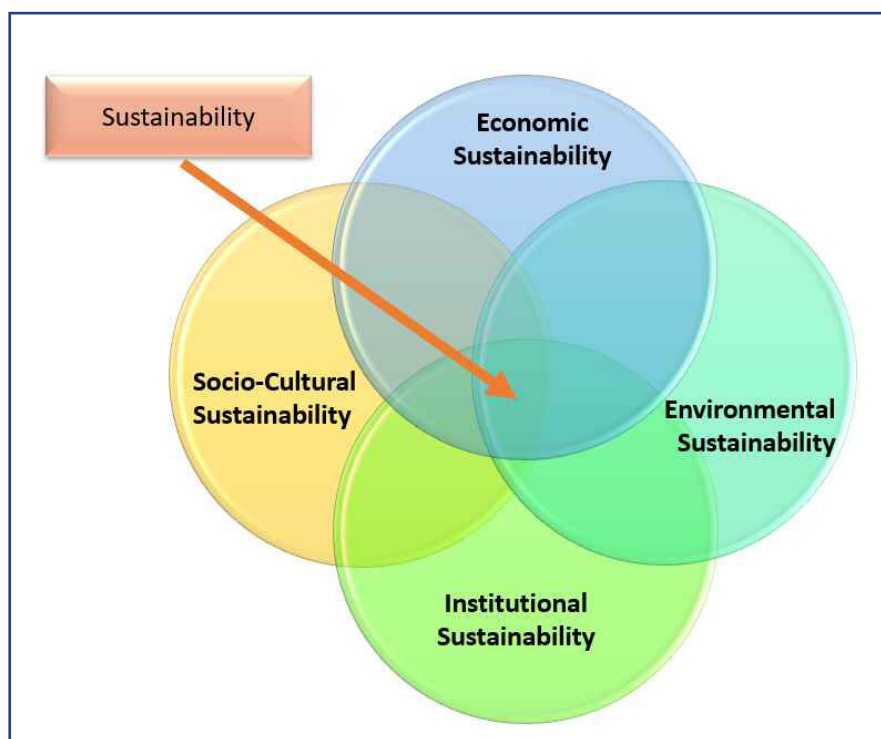 Sustainability
Economic
Sustainability
Socio-Cultural
Sustainability
Environmental
Sustainability
Institutional
Sustainability